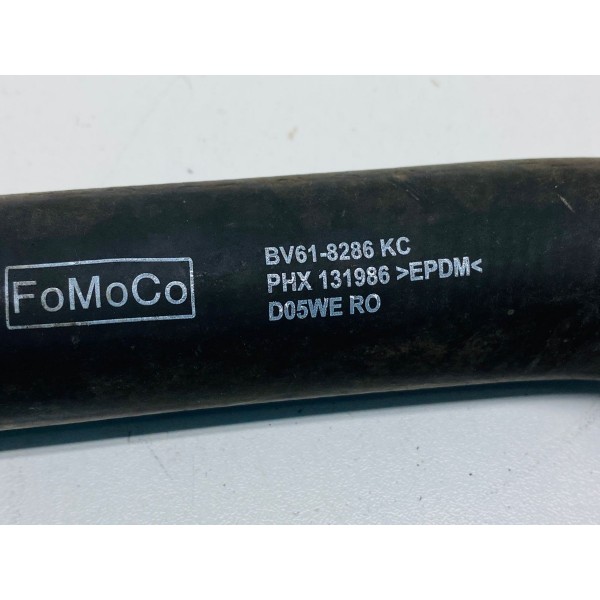 FoMoCo
BV61-8286 KC
PHX 131986 >EPDM<
D05WE RO